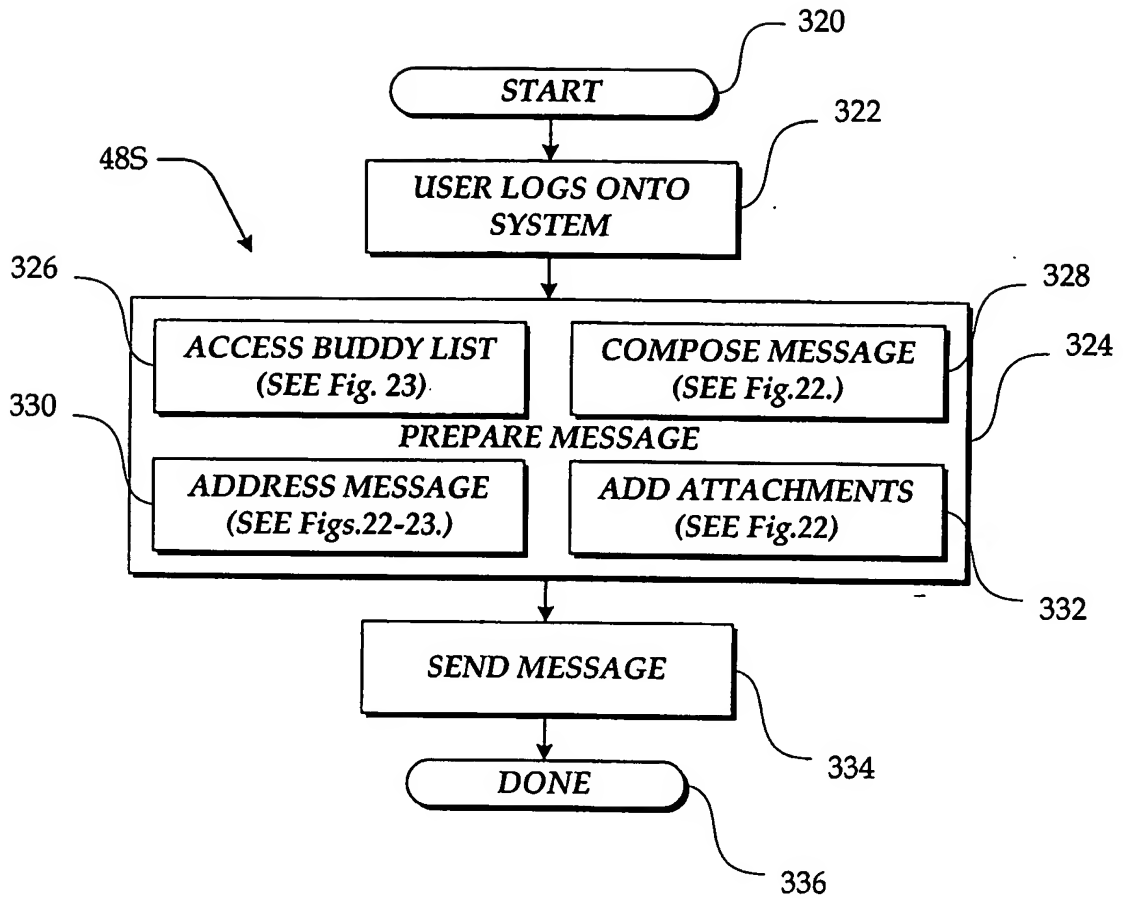 320
START
322
48S
USER LOGS ONTO
SYSTEM
326
328
ACCESS BUDDY LIST
(SEE Fig. 23)
COMPOSE MESSAGE
(SEE Fig.22.)
324
330
PREPARE MESSAGE
ADDRESS MESSAGE
(SEE Figs.22-23.)
ADD ATTACHMENTS
(SEE Fig.22)
332
SEND MESSAGE
334
DONE
336